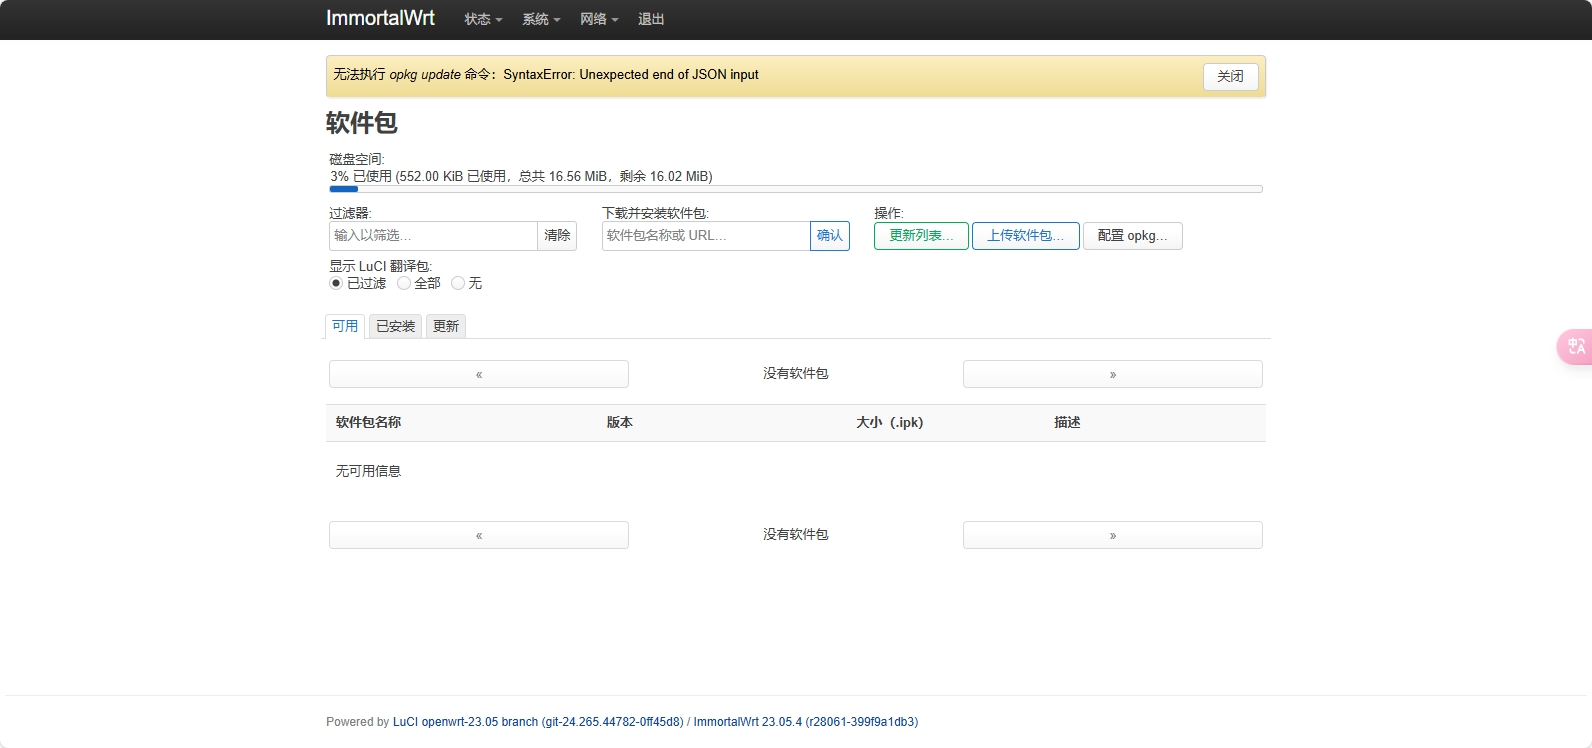 ImmortalWrt 状态 系统 网络 退出
无法执行 opkg update 命令：SyntaxError: Unexpected end of JSON input 关闭
软件包
磁盘空间:
3% 已使用 (552.00 KiB 已使用，总共 16.56 MiB，剩余 16.02 MiB)
过滤器: 下载并安装软件包: 操作:
输入以筛选… 清除 软件包名称或 URL… 确认 更新列表… 上传软件包… 配置 opkg…
显示 LuCI 翻译包:
已过滤 全部 无
可用 已安装 更新
« 没有软件包 »
软件包名称 版本 大小（.ipk） 描述
无可用信息
« 没有软件包 »
Powered by LuCI openwrt-23.05 branch (git-24.265.44782-0ff45d8) / ImmortalWrt 23.05.4 (r28061-399f9a1db3)
中 A